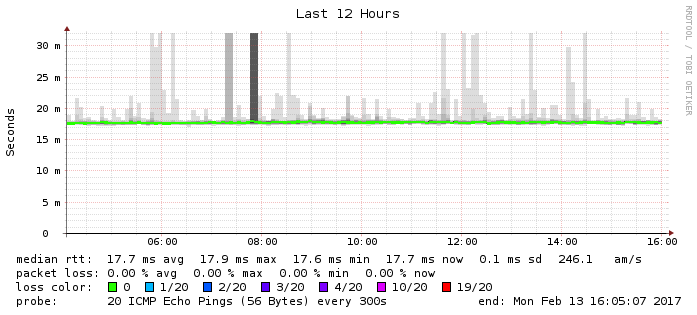 Last 12 Hours
RRDTOOL / TOBI OETIKER
Seconds
30 m
25 m
20 m
15 m
10 m
5 m
0
06:00 08:00 10:00 12:00 14:00 16:00
median rtt: 17.7 ms avg 17.9 ms max 17.6 ms min 17.7 ms now 0.1 ms sd 246.1 am/s
packet loss: 0.00 % avg 0.00 % max 0.00 % min 0.00 % now
loss color: 0 1/20 2/20 3/20 4/20 10/20 19/20
probe: 20 ICMP Echo Pings (56 Bytes) every 300s end: Mon Feb 13 16:05:07 2017